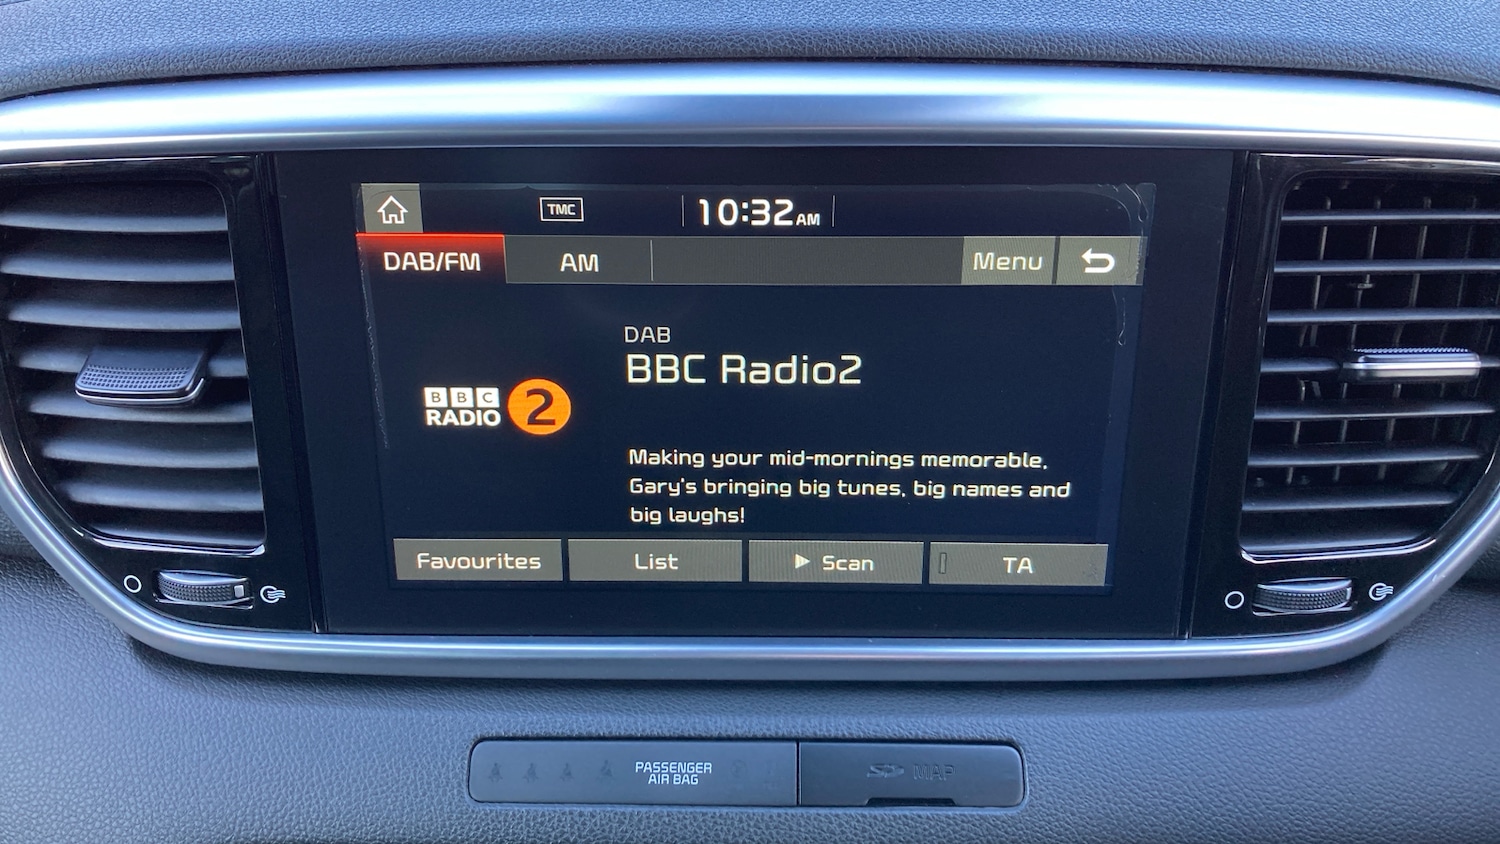 TMC
10:32AM
DAB/FM
AM
Menu
DAB
BBC Radio2
BBC
RADIO
2
Making your mid-mornings memorable,
Gary's bringing big tunes, big names and
big laughs!
Favourites
List
Scan
TA
PASSENGER
AIR BAG
SD MAP